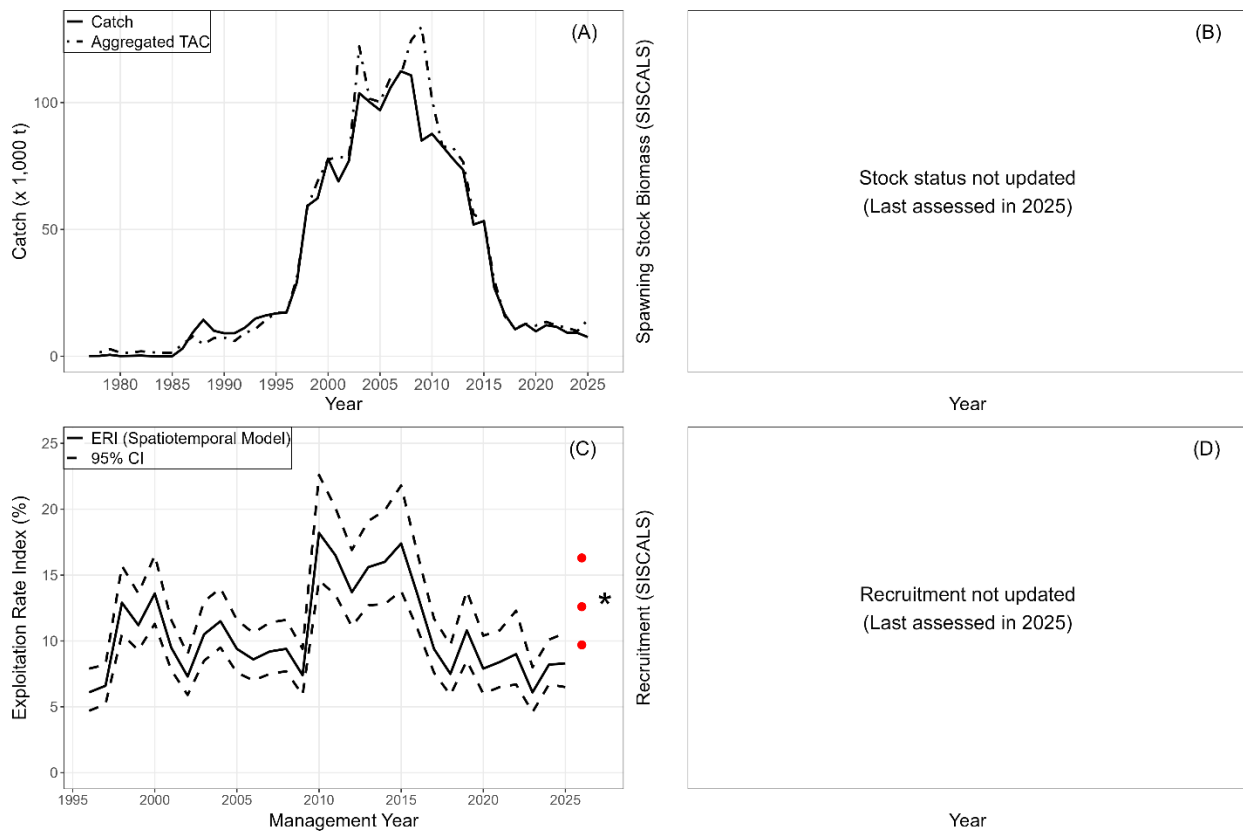 Catch
Aggregated TAC
(A)
Catch (x 1,000 t)
100
50
0
1980 1985 1990 1995 2000 2005 2010 2015 2020 2025
Year
(B)
Spawning Stock Biomass (SISCALS)
Stock status not updated
(Last assessed in 2025)
Year
ERI (Spatiotemporal Model)
95% CI
(C)
Exploitation Rate Index (%)
25
20
15
10
5
0
*
1995 2000 2005 2010 2015 2020 2025
Management Year
(D)
Recruitment (SISCALS)
Recruitment not updated
(Last assessed in 2025)
Year